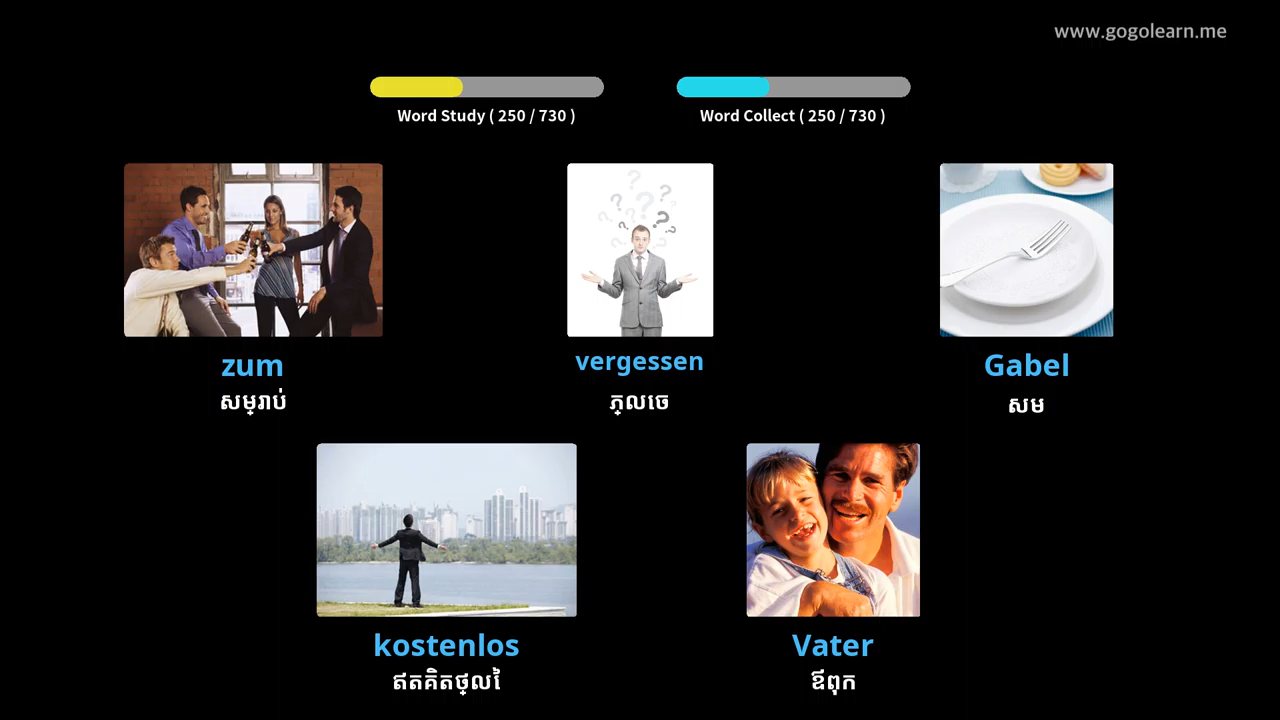 www.gogolearn.me
Word Study ( 250 / 730 )
Word Collect ( 250 / 730 )
zum
សម្រាប់
vergessen
ភ្លេច
Gabel
សម
kostenlos
ឥតគិតថ្លៃ
Vater
ឪពុក